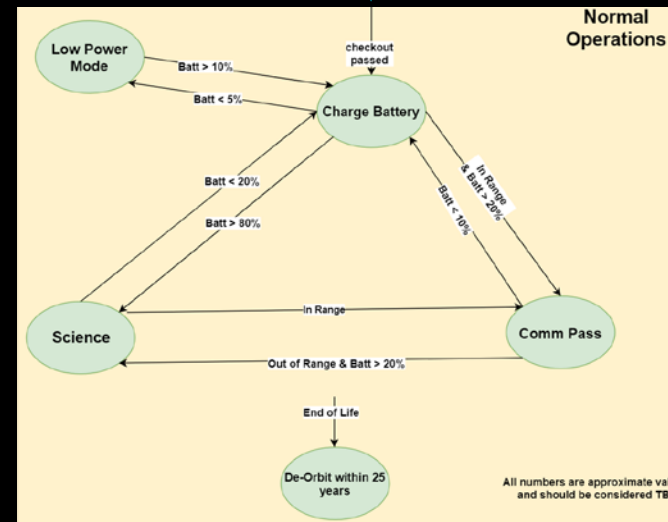 Normal
Operations
Low Power
Mode
checkout
passed
Batt > 10%
Batt < 5%
Charge Battery
Batt < 20%
Batt > 80%
In Range
& Batt > 20%
Batt < 10%
In Range
Science
Comm Pass
Out of Range & Batt > 20%
End of Life
De-Orbit within 25
years
All numbers are approximate
and should be considered